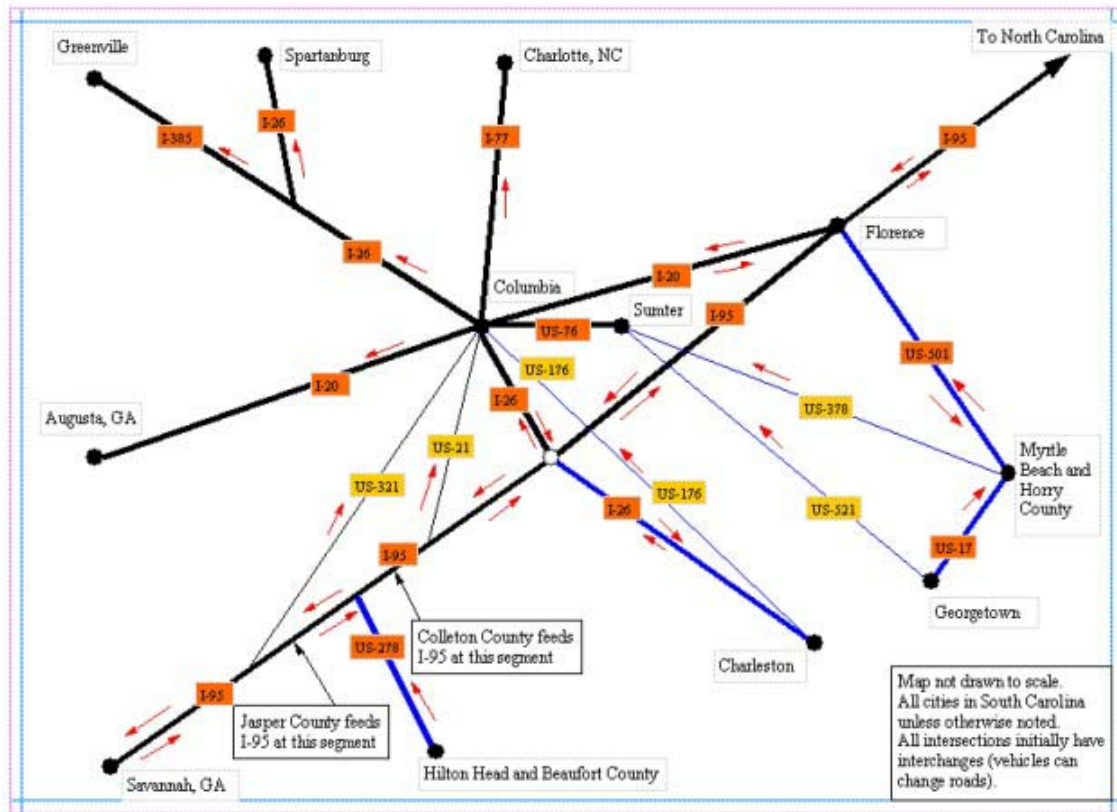 To North Carolina
Greenville
Spartanburg
Charlotte, NC
I-385
I-26
I-77
I-95
Florence
I-26
I-20
Columbia
Sumter
I-95
US-76
US-501
US-176
I-20
I-26
US-378
Augusta, GA
US-21
Myrtle
Beach and
Horry
County
US-321
US-176
I-26
US-521
US-17
I-95
Georgetown
Colleton County feeds
I-95 at this segment
US-278
Charleston
I-95
Jasper County feeds
I-95 at this segment
Map not drawn to scale.
All cities in South Carolina
unless otherwise noted.
All intersections initially have
interchanges (vehicles can
change roads).
Savannah, GA
Hilton Head and Beaufort County